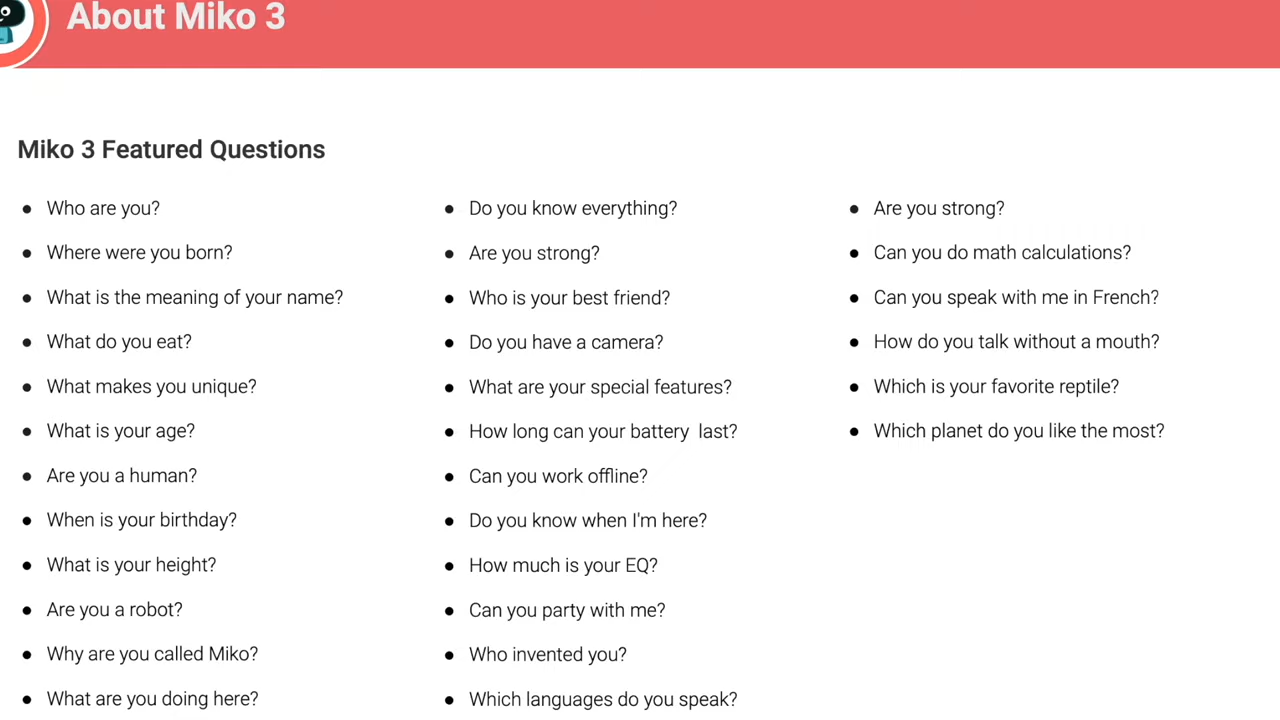 About Miko 3
Miko 3 Featured Questions
Who are you?
Where were you born?
What is the meaning of your name?
What do you eat?
What makes you unique?
What is your age?
Are you a human?
When is your birthday?
What is your height?
Are you a robot?
Why are you called Miko?
What are you doing here?
Do you know everything?
Are you strong?
Who is your best friend?
Do you have a camera?
What are your special features?
How long can your battery  last?
Can you work offline?
Do you know when I'm here?
How much is your EQ?
Can you party with me?
Who invented you?
Which languages do you speak?
Are you strong?
Can you do math calculations?
Can you speak with me in French?
How do you talk without a mouth?
Which is your favorite reptile?
Which planet do you like the most?